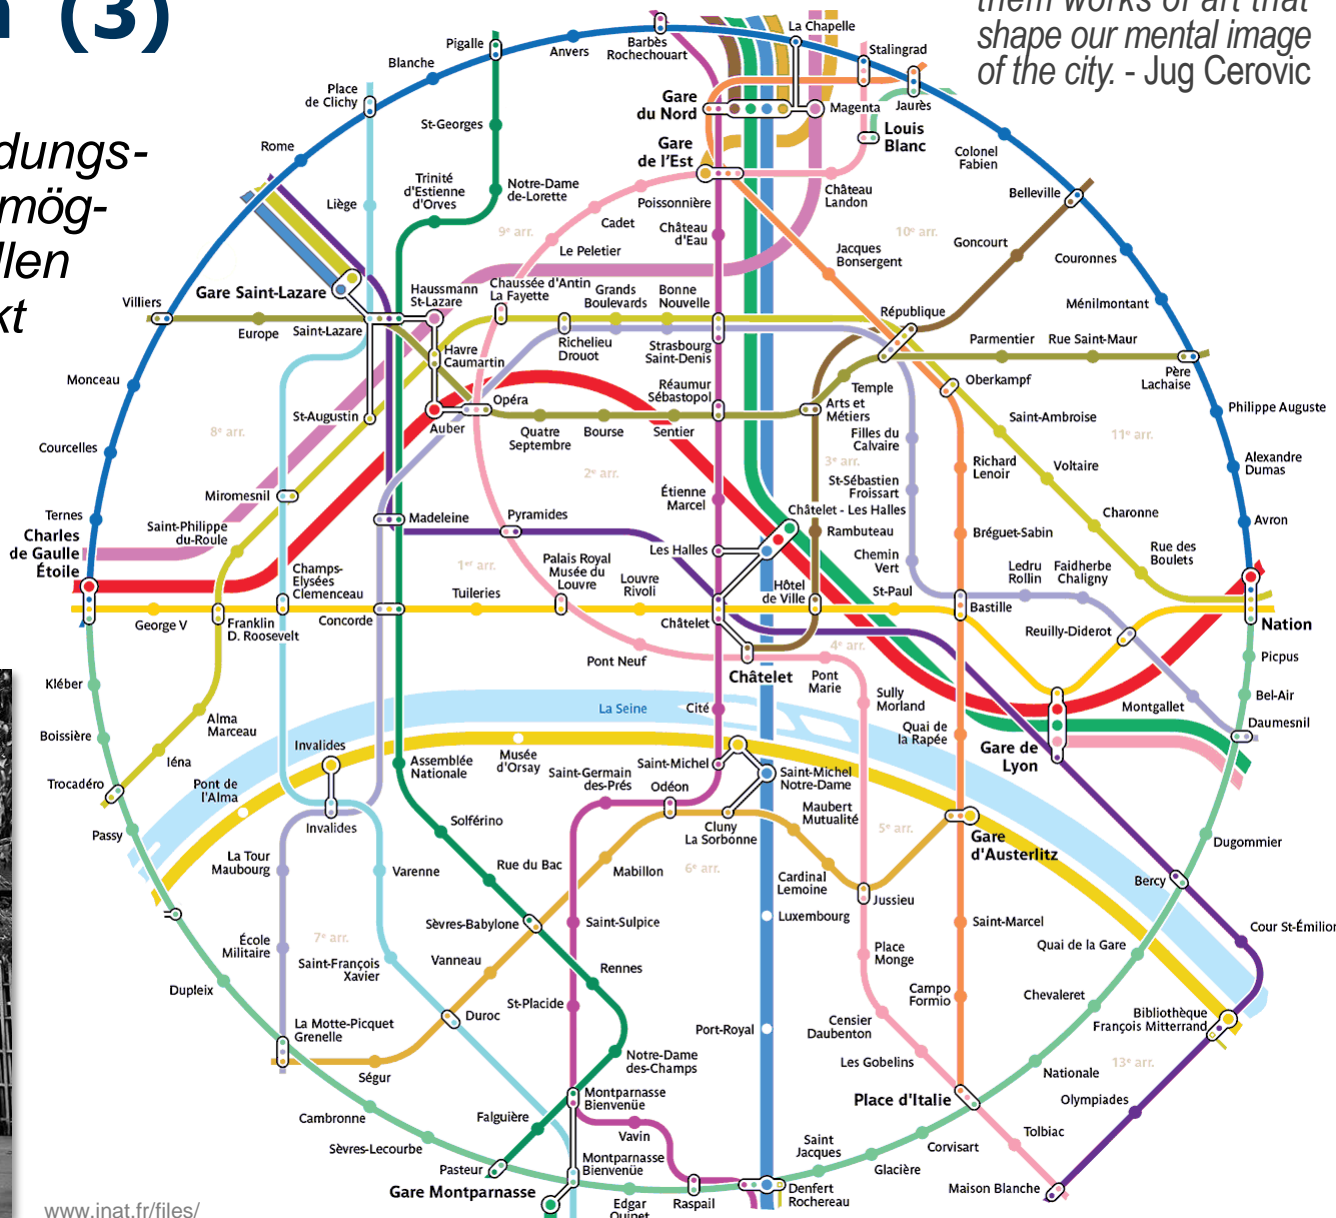 (3)
them works of art that
shape our mental image
of the city. - Jug Cerovic
dungs-
mög-
llen
kt
Pigalle
Blanche
Anvers
Barbès
Rochechouart
La Chapelle
Stalingrad
Place
de Clichy
Gare
du Nord
Magenta
Jaurès
Louis
Blanc
St-Georges
Rome
Gare
de l'Est
Colonel
Fabien
Trinité
d'Estienne
d'Orves
Notre-Dame
de-Lorette
Château
Landon
Belleville
Liège
Poissonnière
Cadet
9e arr.
Château
d'Eau
10e arr.
Goncourt
Le Peletier
Jacques
Bonsergent
Couronnes
Gare Saint-Lazare
Haussmann
St-Lazare
Chaussée d'Antin
La Fayette
Grands
Boulevards
Bonne
Nouvelle
Ménilmontant
Villiers
Europe
Saint-Lazare
République
Richelieu
Drouot
Strasbourg
Saint-Denis
Parmentier
Rue Saint-Maur
Havre
Caumartin
Père
Lachaise
Monceau
Réaumur
Sébastopol
Temple
Oberkampf
St-Augustin
Opéra
Auber
Arts et
Métiers
Saint-Ambroise
Philippe Auguste
8e arr.
Quatre
Septembre
Bourse
Sentier
Filles du
Calvaire
11e arr.
Courcelles
2e arr.
3e arr.
Richard
Lenoir
Voltaire
Alexandre
Dumas
Miromesnil
Étienne
Marcel
St-Sébastien
Froissart
Ternes
Saint-Philippe
du-Roule
Madeleine
Pyramides
Châtelet - Les Halles
Rambuteau
Charonne
Avron
Charles
de Gaulle
Étoile
Bréguet-Sabin
Les Halles
Rue des
Boulets
Champs-
Elysées
Clemenceau
1er arr.
Palais Royal
Musée du
Louvre
Louvre
Rivoli
Hôtel
de Ville
Chemin
Vert
St-Paul
Ledru
Rollin
Faidherbe
Chaligny
Tuileries
George V
Franklin
D. Roosevelt
Concorde
Châtelet
Bastille
Reuilly-Diderot
Nation
4e arr.
Pont Neuf
Picpus
Châtelet
Pont
Marie
Kléber
Sully
Morland
Bel-Air
Alma
Marceau
La Seine
Cité
Montgallet
Daumesnil
Boissière
Quai de
la Rapée
Gare de
Lyon
Iéna
Invalides
Musée
d'Orsay
Assemblée
Nationale
Saint-Michel
Trocadéro
Pont de
l'Alma
Saint-Germain
des-Prés
Odéon
Saint-Michel
Notre-Dame
Passy
Invalides
Solférino
Cluny
La Sorbonne
Maubert
Mutualité
5e arr.
Gare
d'Austerlitz
Dugommier
La Tour
Maubourg
Varenne
Rue du Bac
Mabillon
6e arr.
Cardinal
Lemoine
Jussieu
Bercy
Sèvres-Babylone
Saint-Sulpice
Luxembourg
Saint-Marcel
Cour St-Émilion
École
Militaire
7e arr.
Saint-François
Xavier
Vanneau
Rennes
Place
Monge
Quai de la Gare
Dupleix
St-Placide
Campo
Formio
Chevaleret
La Motte-Picquet
Grenelle
Duroc
Port-Royal
Censier
Daubenton
Bibliothèque
François Mitterrand
Notre-Dame
des-Champs
Les Gobelins
13e arr.
Ségur
Nationale
Montparnasse
Bienvenüe
Place d'Italie
Olympiades
Cambronne
Falguière
Vavin
Tolbiac
Sèvres-Lecourbe
Saint
Jacques
Corvisart
Pasteur
Montparnasse
Bienvenüe
Glacière
Gare Montparnasse
Raspail
Denfert
Rochereau
Maison Blanche
Edgar
Quinet
www.inat.fr/files/